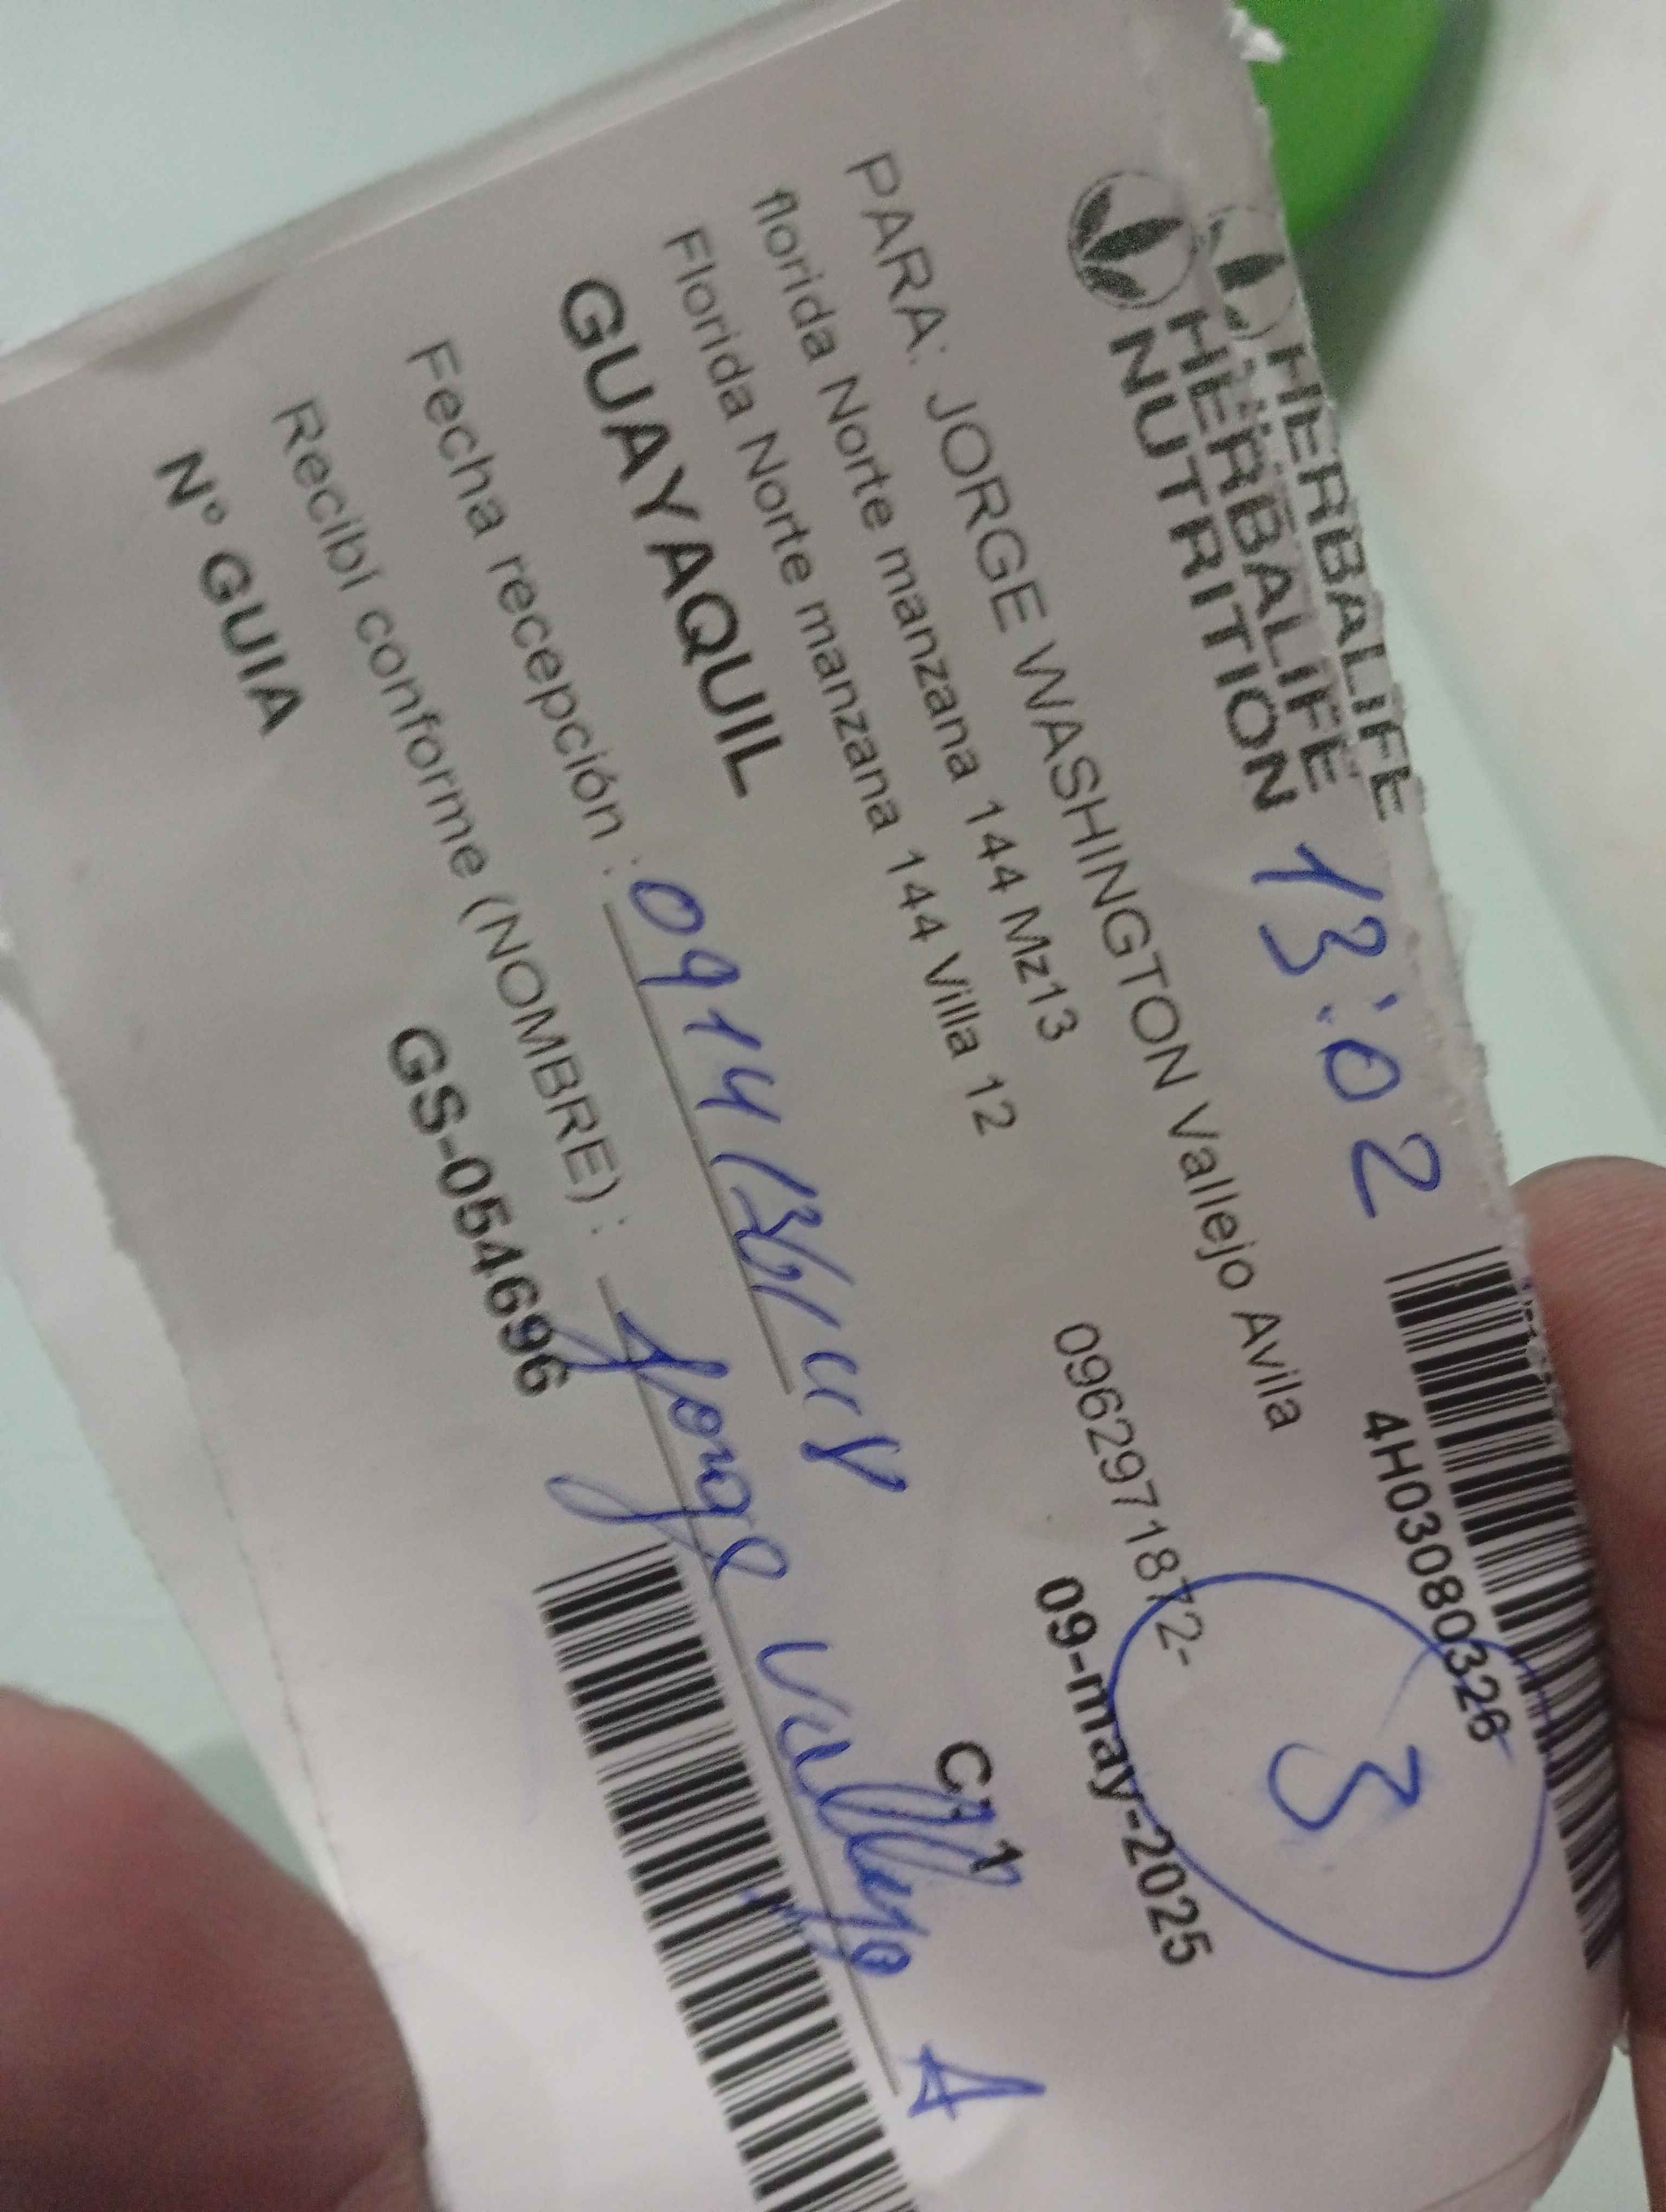 HERBALIFE
HERBALIFE
NUTRITION 13:02
4H03080326
PARA: JORGE WASHINGTON Vallejo Avila
3
florida Norte manzana 144 Mz13
0962971872-
Florida Norte manzana 144 Villa 12
09-may-2025
GUAYAQUIL
C1
Fecha recepción :
Recibí conforme (NOMBRE) : Jorge Vallejo A
Nº GUIA GS-054696